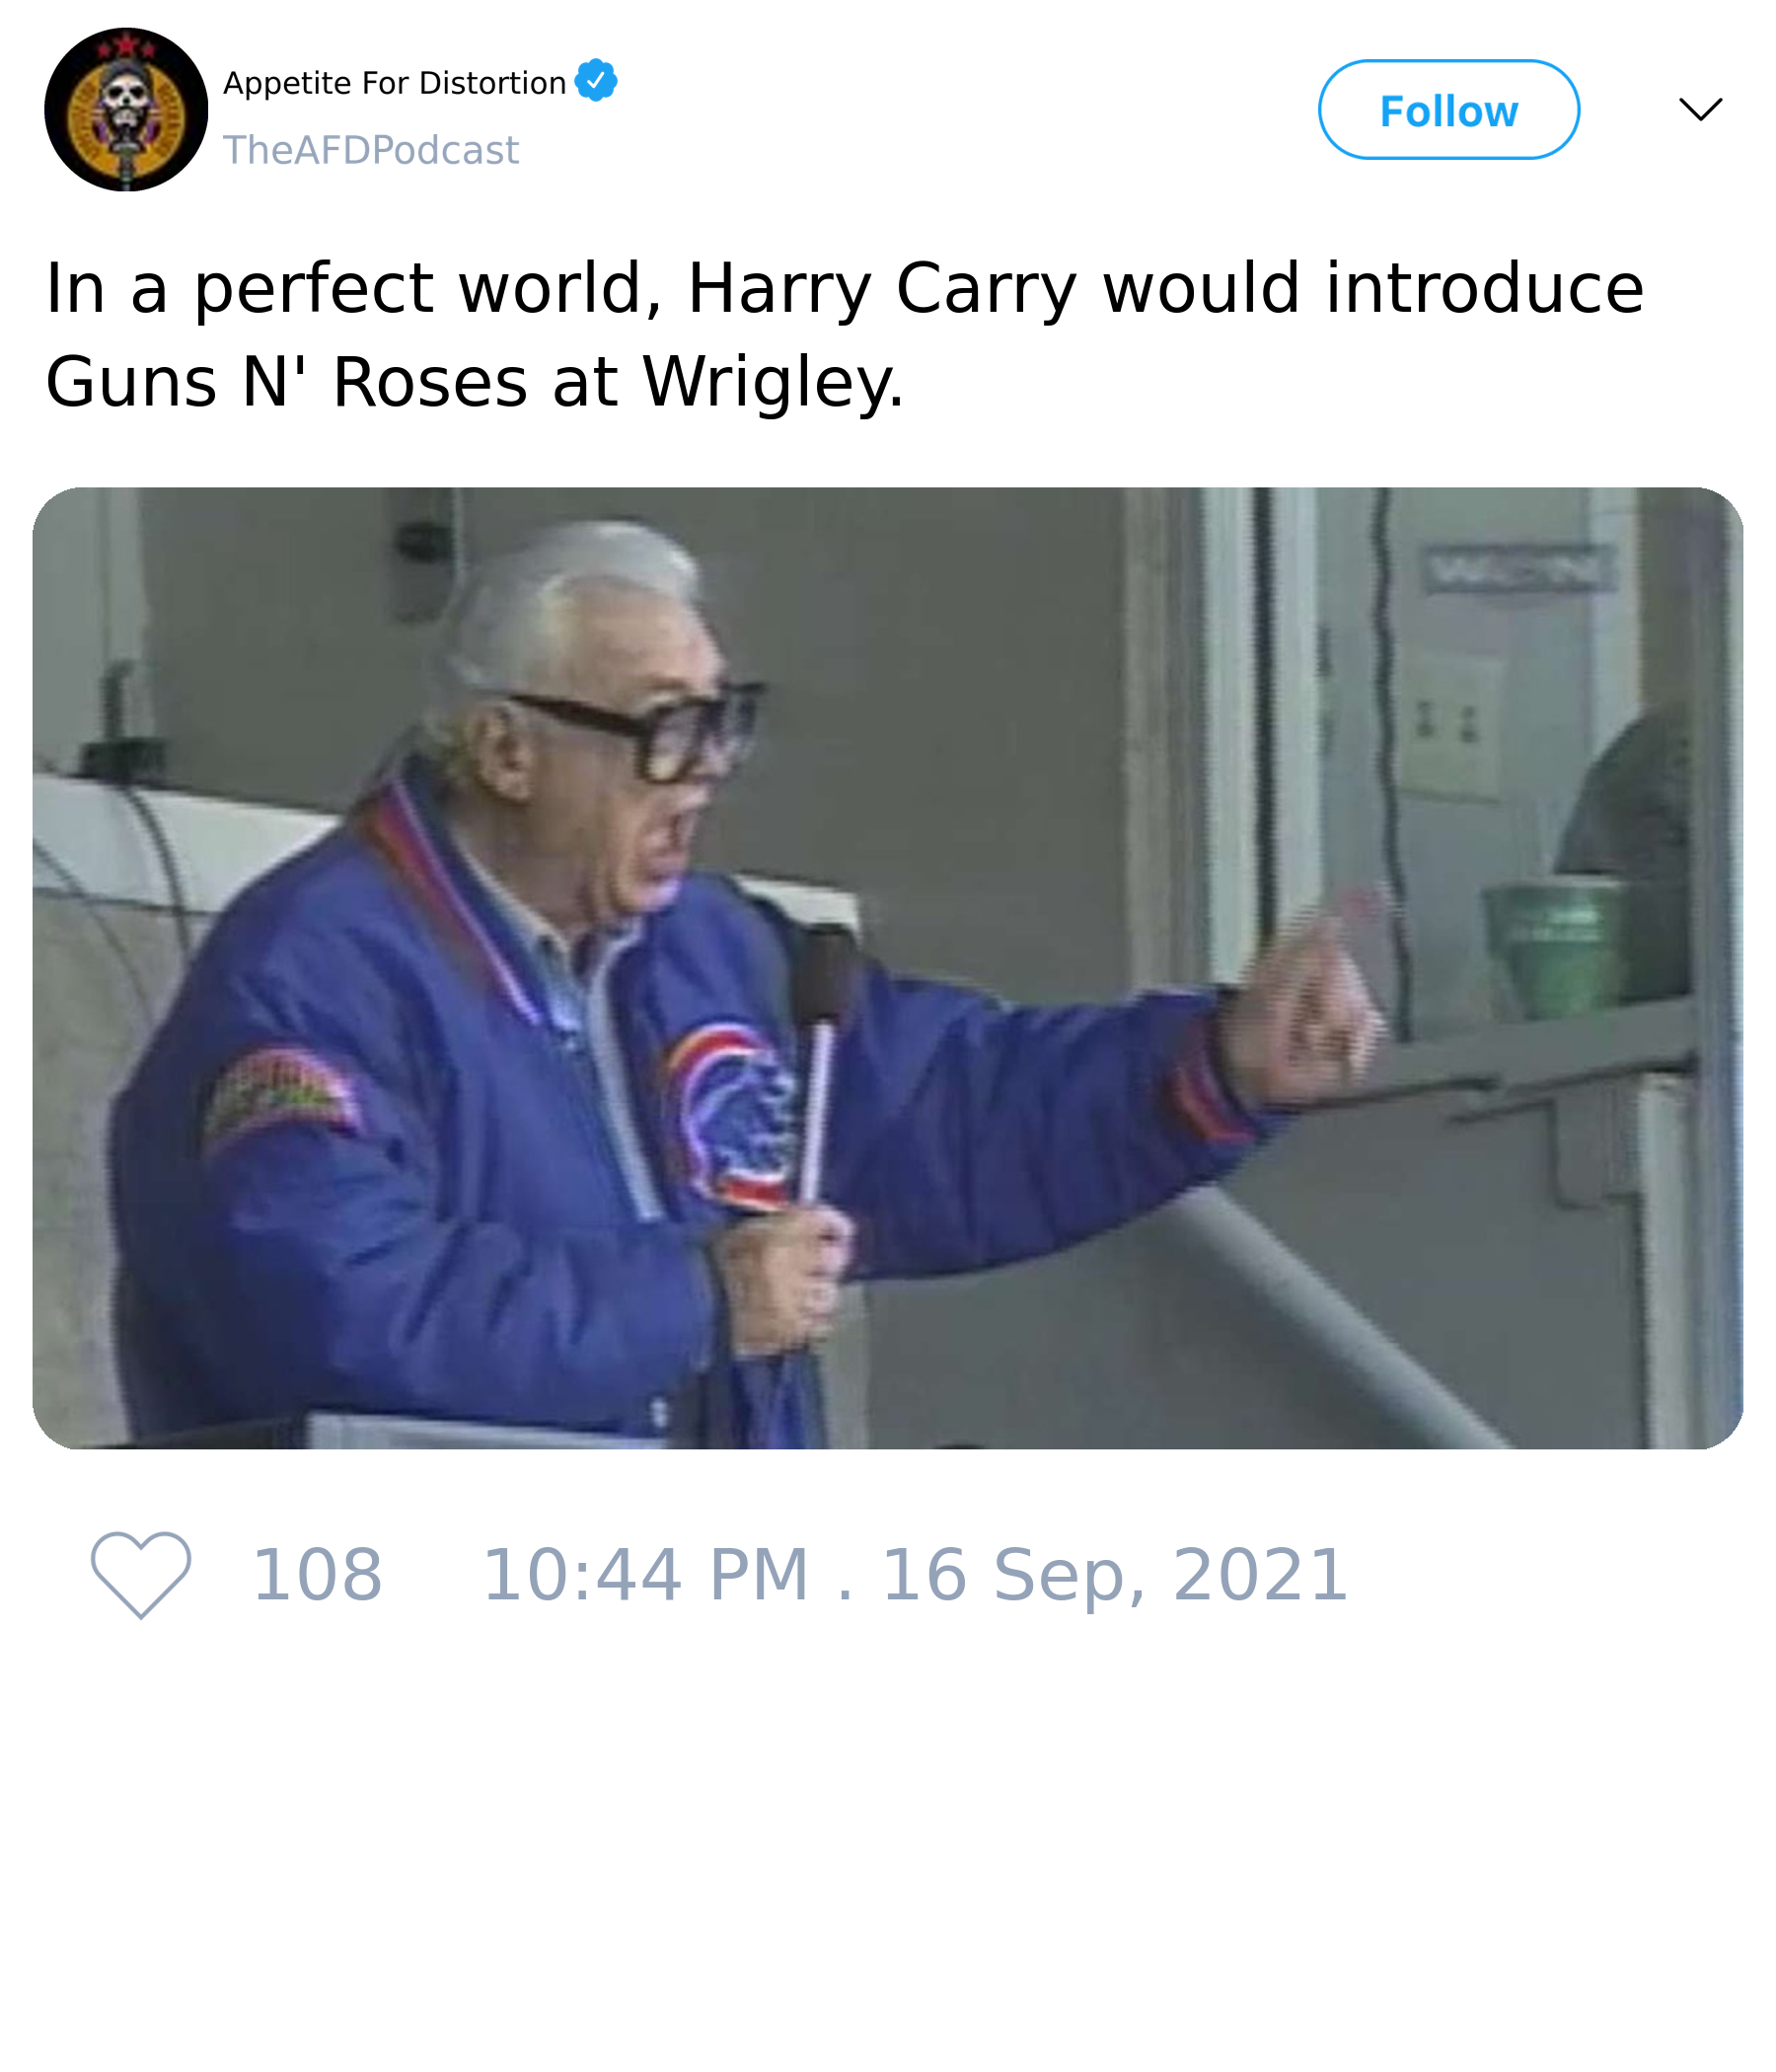 Appetite For Distortion
TheAFDPodcast
Follow
In a perfect world, Harry Carry would introduce
Guns N' Roses at Wrigley.
WGN
108 10:44 PM . 16 Sep, 2021